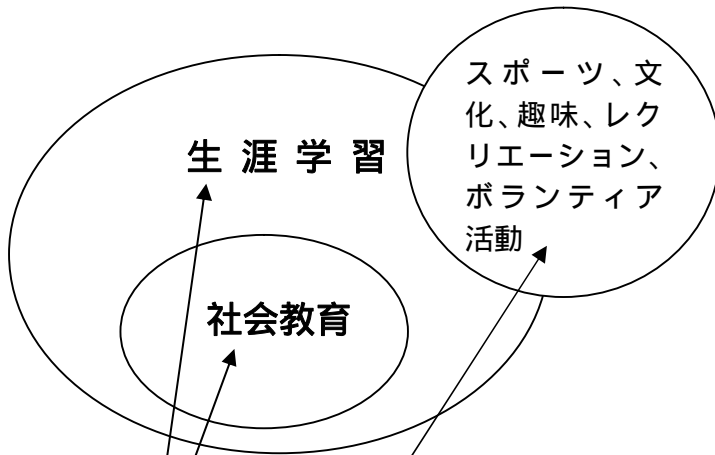 スポーツ、文
化、趣味、レク
リエーション、
ボランティア
活動
生涯学習
社会教育